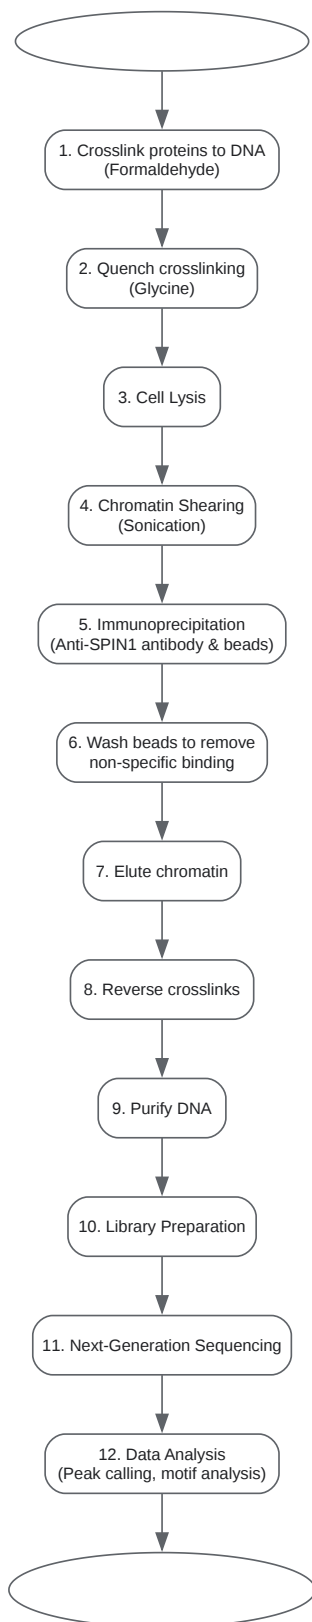 1. Crosslink proteins to DNA
(Formaldehyde)
2. Quench crosslinking
(Glycine)
3. Cell Lysis
4. Chromatin Shearing
(Sonication)
5. Immunoprecipitation
(Anti-SPIN1 antibody & beads)
6. Wash beads to remove
non-specific binding
7. Elute chromatin
8. Reverse crosslinks
9. Purify DNA
10. Library Preparation
11. Next-Generation Sequencing
12. Data Analysis
(Peak calling, motif analysis)